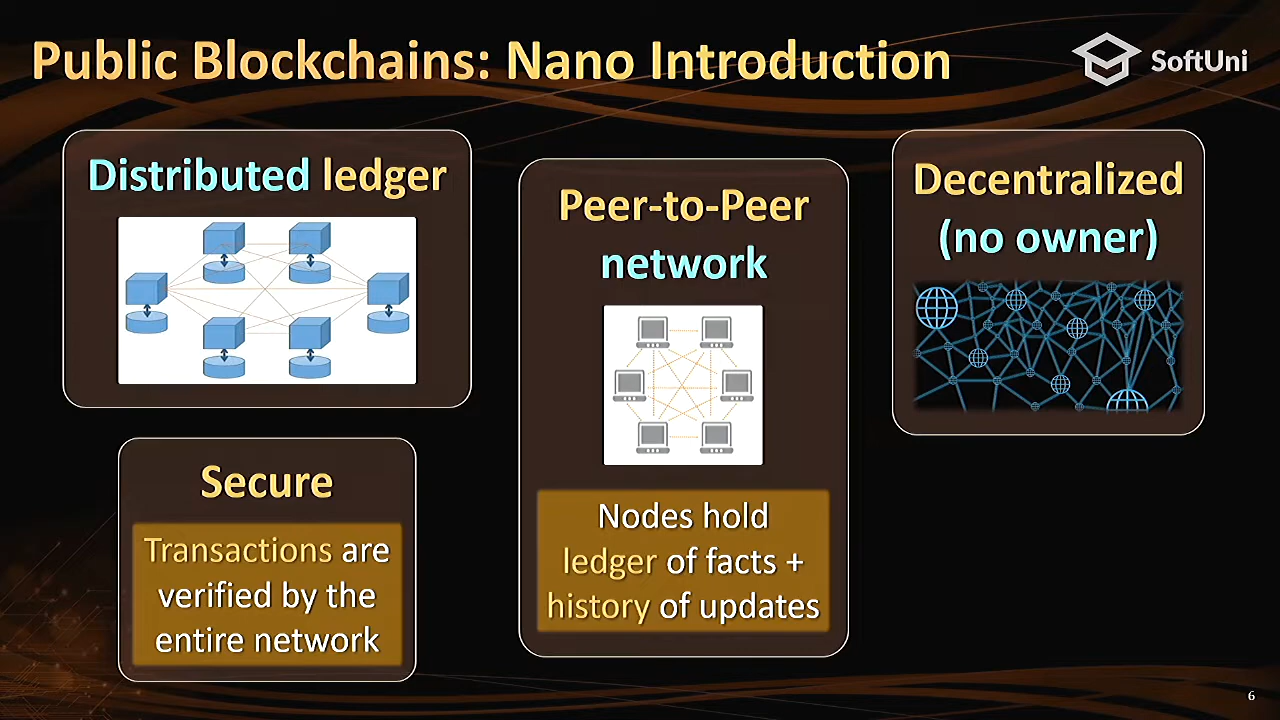 Public Blockchains: Nano Introduction
SoftUni
Distributed ledger
Secure
Transactions are
verified by the
entire network
Peer-to-Peer
network
Nodes hold
ledger of facts +
history of updates
Decentralized
(no owner)
6